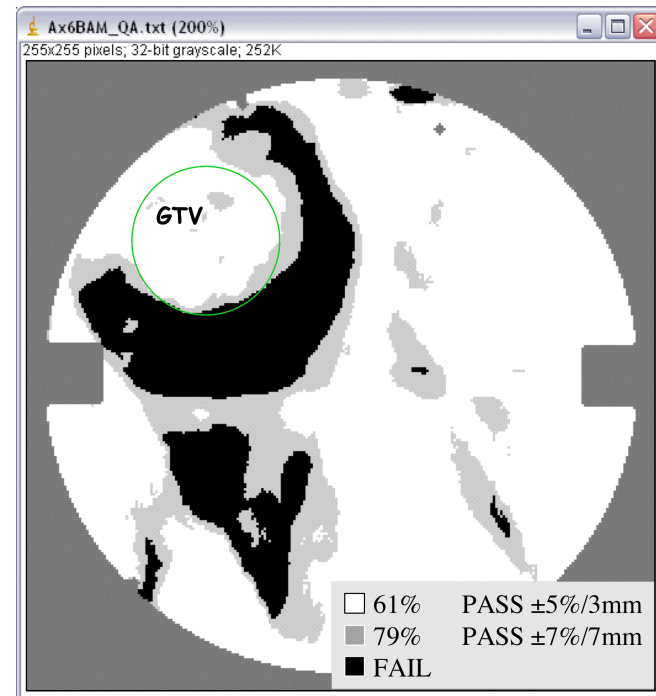 Ax6BAM_QA.txt (200%)
255x255 pixels; 32-bit grayscale; 252K
GTV
61% PASS ±5%/3mm
79% PASS ±7%/7mm
FAIL